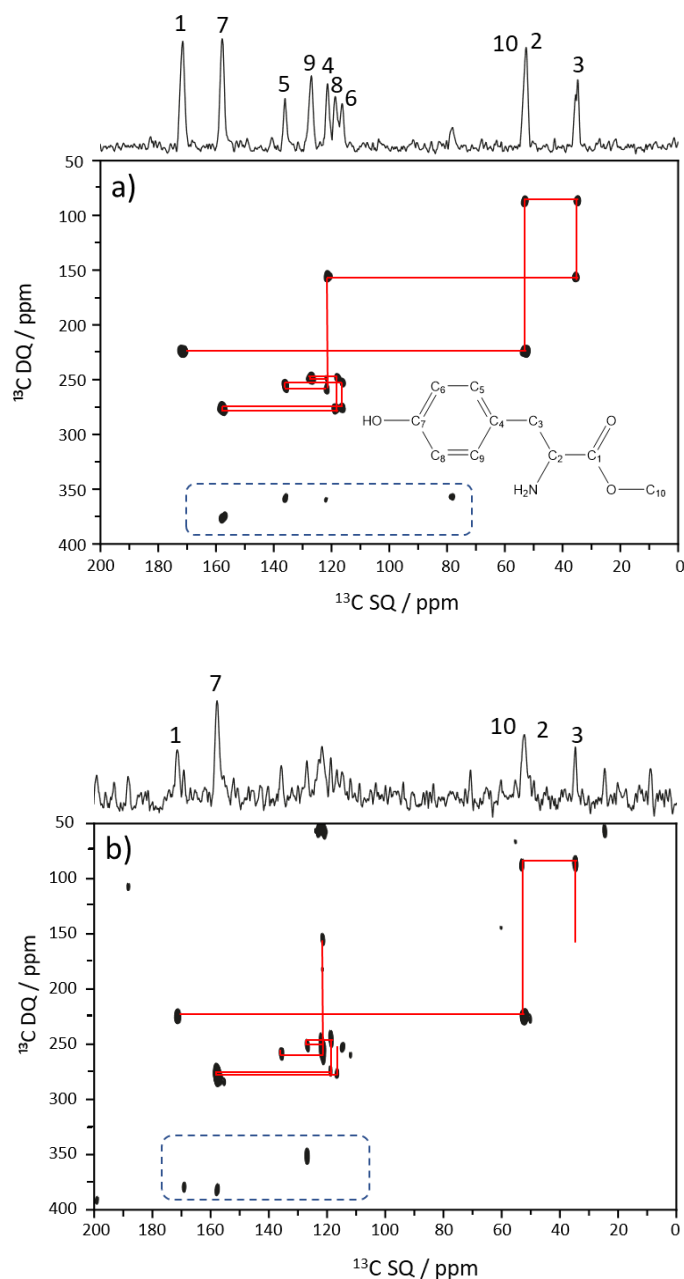 1 7 5 9 4 8 6 10 2 3
50
a)
100
150
200
250
300
350
400
¹³C DQ / ppm
C₆ C₅
HO C₇ C₄ C₃ O
C₈ C₉ C₂ C₁
H₂N O C₁₀
200 180 160 140 120 100 80 60 40 20 0
¹³C SQ / ppm
7
1 10 2 3
50
b)
100
150
200
250
300
350
400
¹³C DQ / ppm
200 180 160 140 120 100 80 60 40 20 0
¹³C SQ / ppm